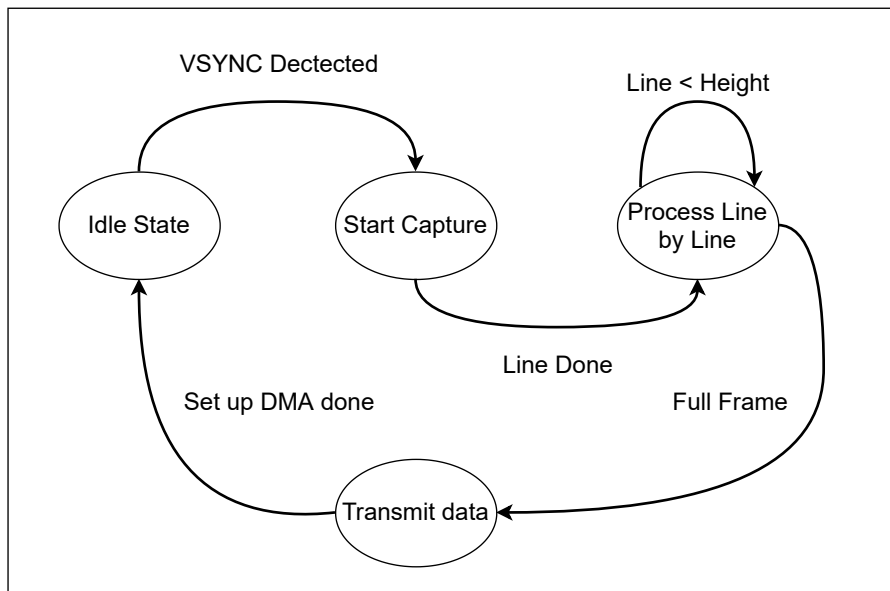 VSYNC Dectected
Line < Height
Idle State
Start Capture
Process Line
by Line
Line Done
Set up DMA done
Full Frame
Transmit data